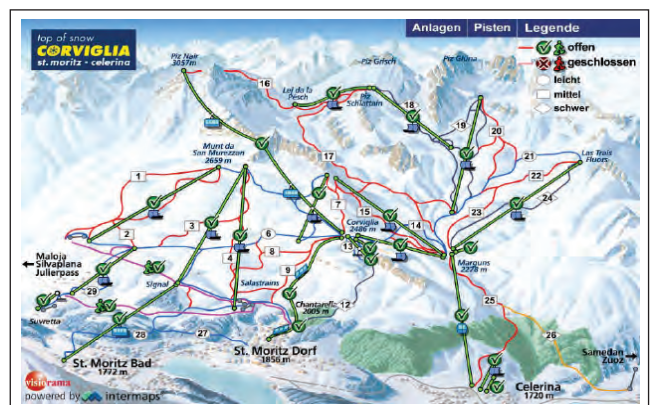 top of snow
CORVIGLIA
st. moritz · celerina
Anlagen Pisten Legende
offen
geschlossen
leicht
mittel
schwer
Piz Nair
3057m
16
Lej da la
Pesch
Piz Grisch
Piz
Schlattain
18
Piz Glüna
19
20
21
Las Trais
Fluors
22
23
24
17
Munt da
San Murezzan
2659 m
1
2
3
4
6
7
8
9
15
14
13
12
Corviglia
2486 m
Marguns
2278 m
Maloja
Silvaplana
Julierpass
29
Suvretta
Signal
Salastrains
Chantarella
2005 m
28
27
25
26
St. Moritz Bad
1772 m
St. Moritz Dorf
1856 m
Samedan
Zuoz
Celerina
1720 m
visiorama
powered by intermaps